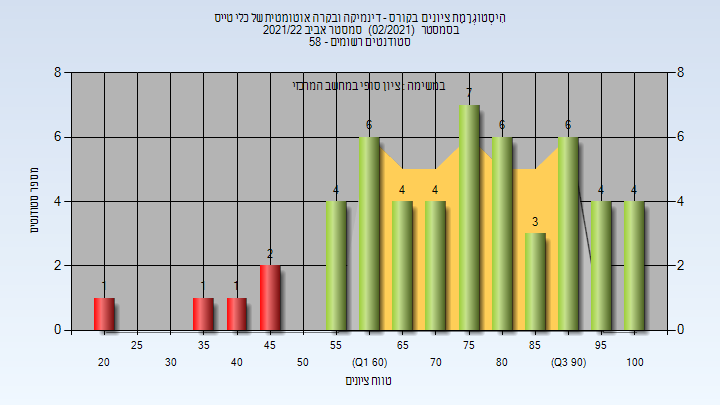 היסטוגרמת ציונים בקורס - דינמיקה ובקרה אוטומטית של כלי טייס
בסמסטר (02/2021) סמסטר אביב 2021/22
סטודנטים רשומים - 58
במשימה : ציון סופי במחשב המרכזי
8 8
6 6
4 4
2 2
0 0
מספר סטודנטים
1 1 1 2 4 6 4 4 7 6 3 6 4 4
25 35 45 55 65 75 85 95
20 30 40 50 (Q1 60) 70 80 (Q3 90) 100
טווח ציונים